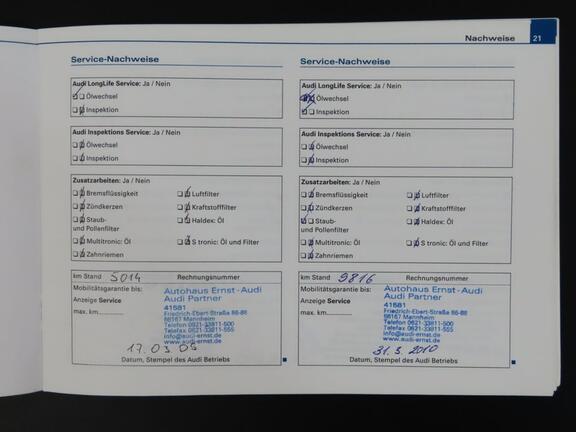 Nachweise 21
Service-Nachweise
Audi LongLife Service: Ja / Nein
Ölwechsel
Inspektion
Audi Inspektions Service: Ja / Nein
Ölwechsel
Inspektion
Zusatzarbeiten: Ja / Nein
Bremsflüssigkeit
Luftfilter
Zündkerzen
Kraftstofffilter
Staub-
und Pollenfilter
Haldex: Öl
Multitronic: Öl
S tronic: Öl und Filter
Zahnriemen
km Stand 5014 Rechnungsnummer
Mobilitätsgarantie bis:
Anzeige Service
max. km
Autohaus Ernst - Audi
Audi Partner
41581
Friedrich-Ebert-Straße 86-88
68167 Mannheim
Telefon 0621-33811-500
Telefax 0621-33811-555
info@audi-ernst.de
www.audi-ernst.de
17.03.05
Datum, Stempel des Audi Betriebs
Service-Nachweise
Audi LongLife Service: Ja / Nein
Ölwechsel
Inspektion
Audi Inspektions Service: Ja / Nein
Ölwechsel
Inspektion
Zusatzarbeiten: Ja / Nein
Bremsflüssigkeit
Luftfilter
Zündkerzen
Kraftstofffilter
Staub-
und Pollenfilter
Haldex: Öl
Multitronic: Öl
S tronic: Öl und Filter
Zahnriemen
km Stand 9816 Rechnungsnummer
Mobilitätsgarantie bis:
Anzeige Service
max. km
Autohaus Ernst - Audi
Audi Partner
41581
Friedrich-Ebert-Straße 86-88
68167 Mannheim
Telefon 0621-33811-500
Telefax 0621-33811-555
info@audi-ernst.de
www.audi-ernst.de
31.3.2010
Datum, Stempel des Audi Betriebs